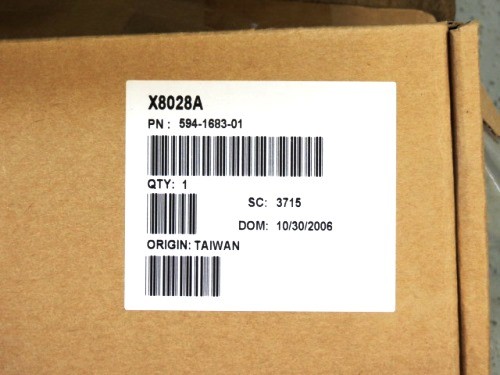 X8028A
PN: 594-1683-01
QTY: 1
SC: 3715
DOM: 10/30/2006
ORIGIN: TAIWAN